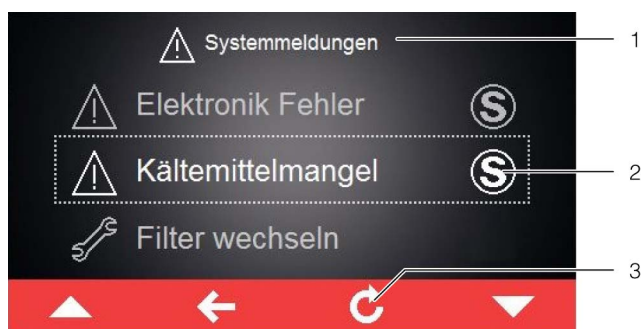 Systemmeldungen
1
Elektronik Fehler S
Kältemittelmangel S
2
Filter wechseln
3